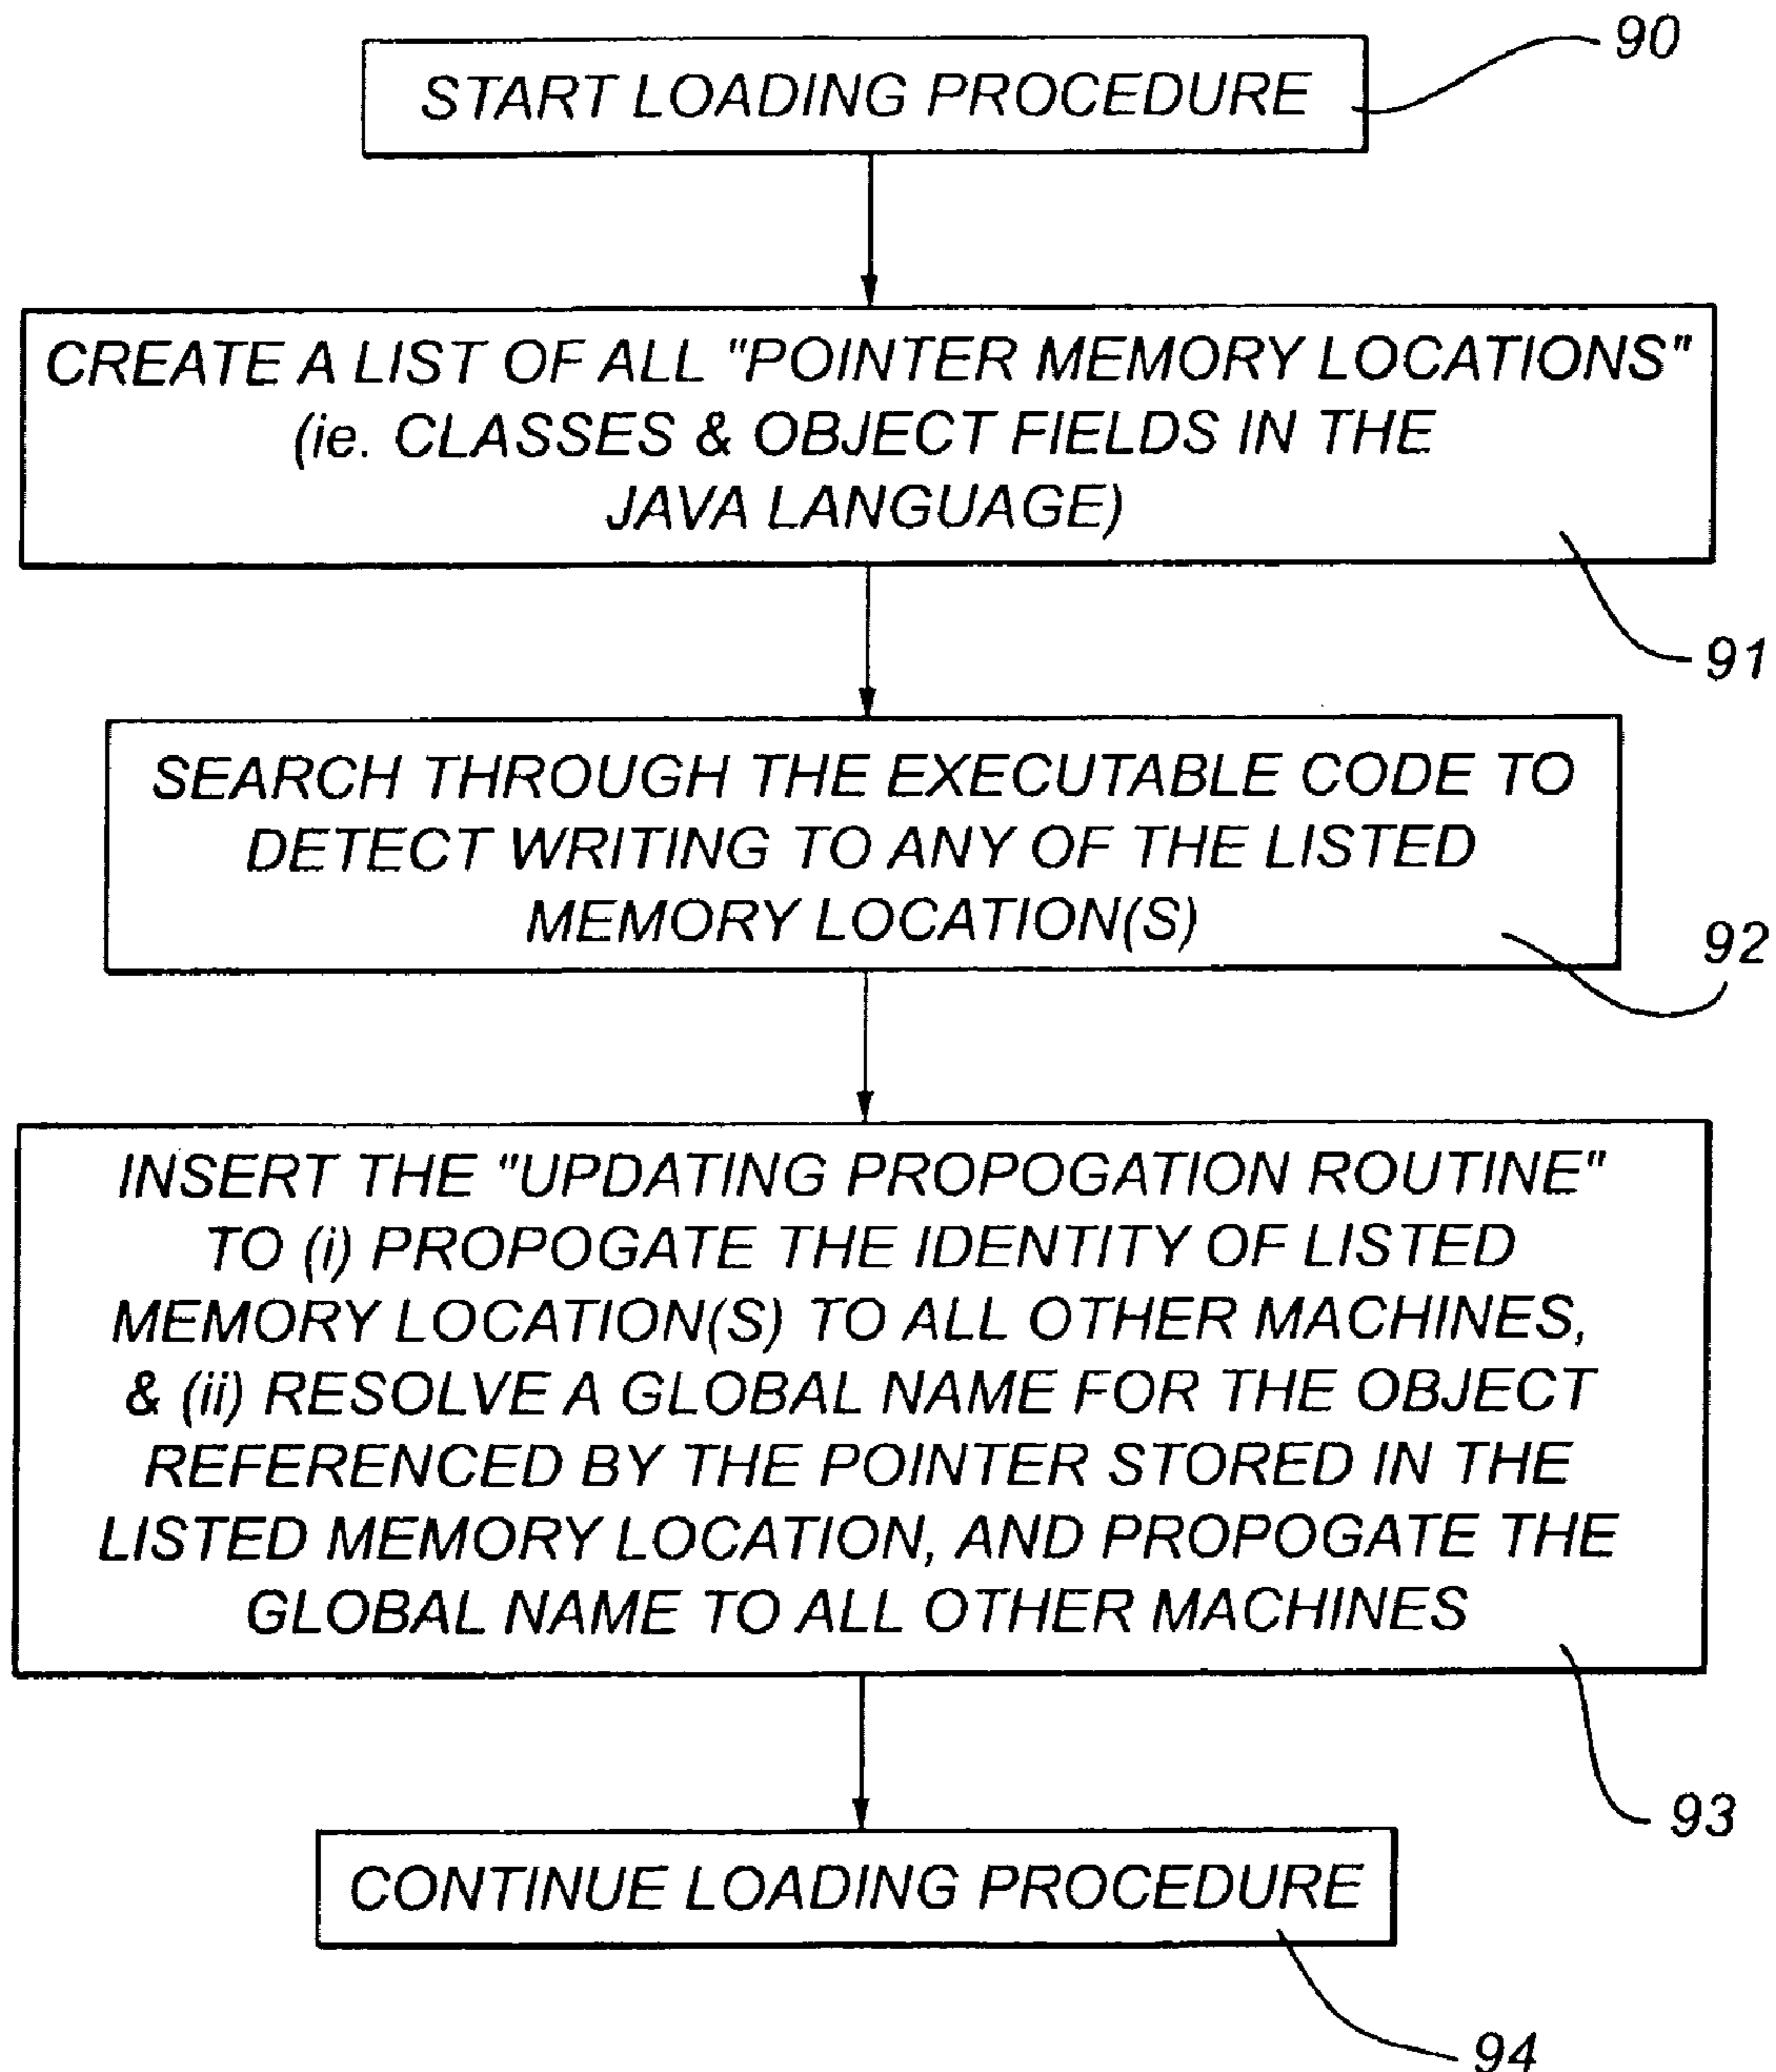 90
START LOADING PROCEDURE
CREATE A LIST OF ALL "POINTER MEMORY LOCATIONS"
(ie. CLASSES & OBJECT FIELDS IN THE
JAVA LANGUAGE)
91
SEARCH THROUGH THE EXECUTABLE CODE TO
DETECT WRITING TO ANY OF THE LISTED
MEMORY LOCATION(S)
92
INSERT THE "UPDATING PROPOGATION ROUTINE"
TO (i) PROPOGATE THE IDENTITY OF LISTED
MEMORY LOCATION(S) TO ALL OTHER MACHINES,
& (ii) RESOLVE A GLOBAL NAME FOR THE OBJECT
REFERENCED BY THE POINTER STORED IN THE
LISTED MEMORY LOCATION, AND PROPOGATE THE
GLOBAL NAME TO ALL OTHER MACHINES
93
CONTINUE LOADING PROCEDURE
94